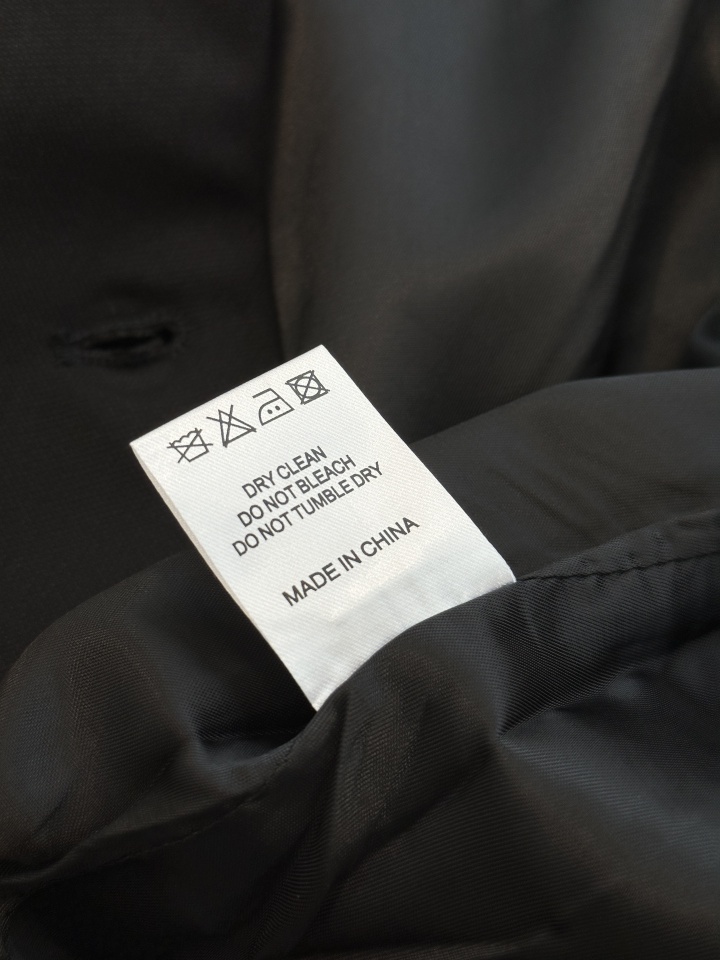 DRY CLEAN
DO NOT BLEACH
DO NOT TUMBLE DRY
MADE IN CHINA